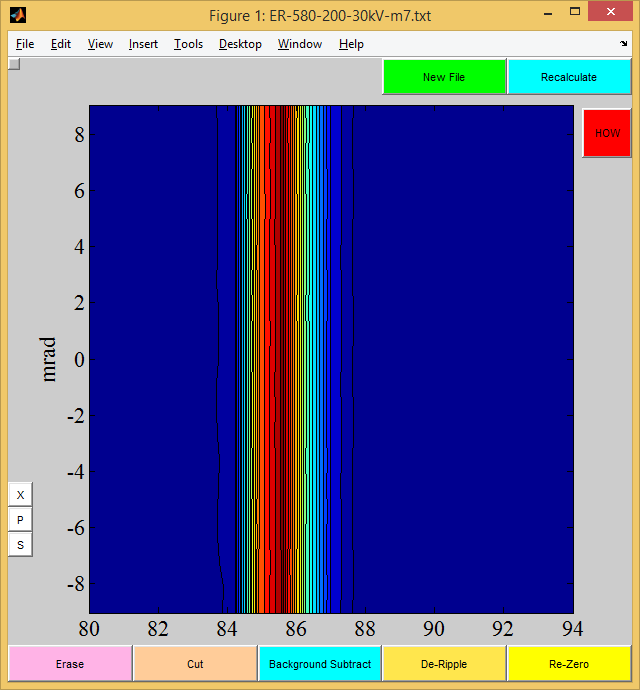 Figure 1: ER-580-200-30kV-m7.txt
File Edit View Insert Tools Desktop Window Help
New File Recalculate
HOW
8
6
4
2
0
-2
-4
-6
-8
mrad
X
P
S
80 82 84 86 88 90 92 94
Erase Cut Background Subtract De-Ripple Re-Zero